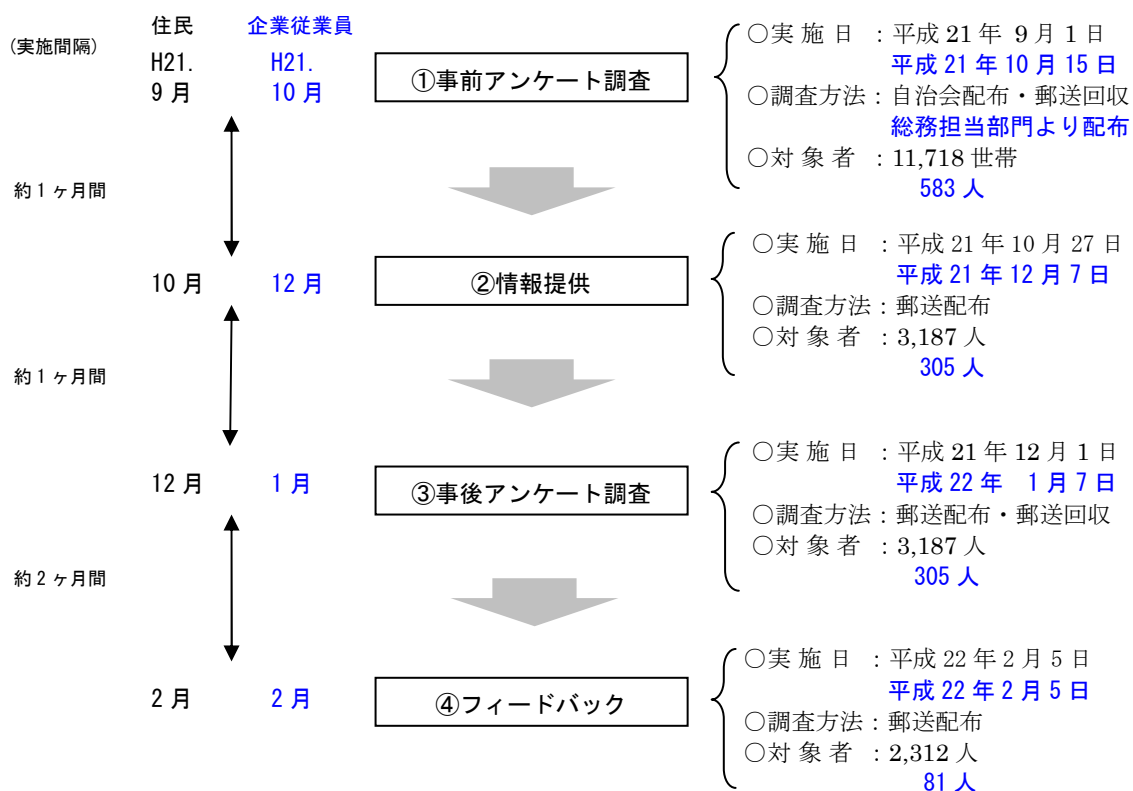 (実施間隔)
住民 企業従業員
H21. H21.
9月 10月
①事前アンケート調査
○実施日 : 平成21年 9月1日
平成21年10月15日
○調査方法 : 自治会配布・郵送回収
総務担当部門より配布
○対象者 : 11,718世帯
583人
約1ヶ月間
10月 12月
②情報提供
○実施日 : 平成21年10月27日
平成21年12月7日
○調査方法 : 郵送配布
○対象者 : 3,187人
305人
約1ヶ月間
12月 1月
③事後アンケート調査
○実施日 : 平成21年12月1日
平成22年 1月7日
○調査方法 : 郵送配布・郵送回収
○対象者 : 3,187人
305人
約2ヶ月間
2月 2月
④フィードバック
○実施日 : 平成22年2月5日
平成22年2月5日
○調査方法 : 郵送配布
○対象者 : 2,312人
81人